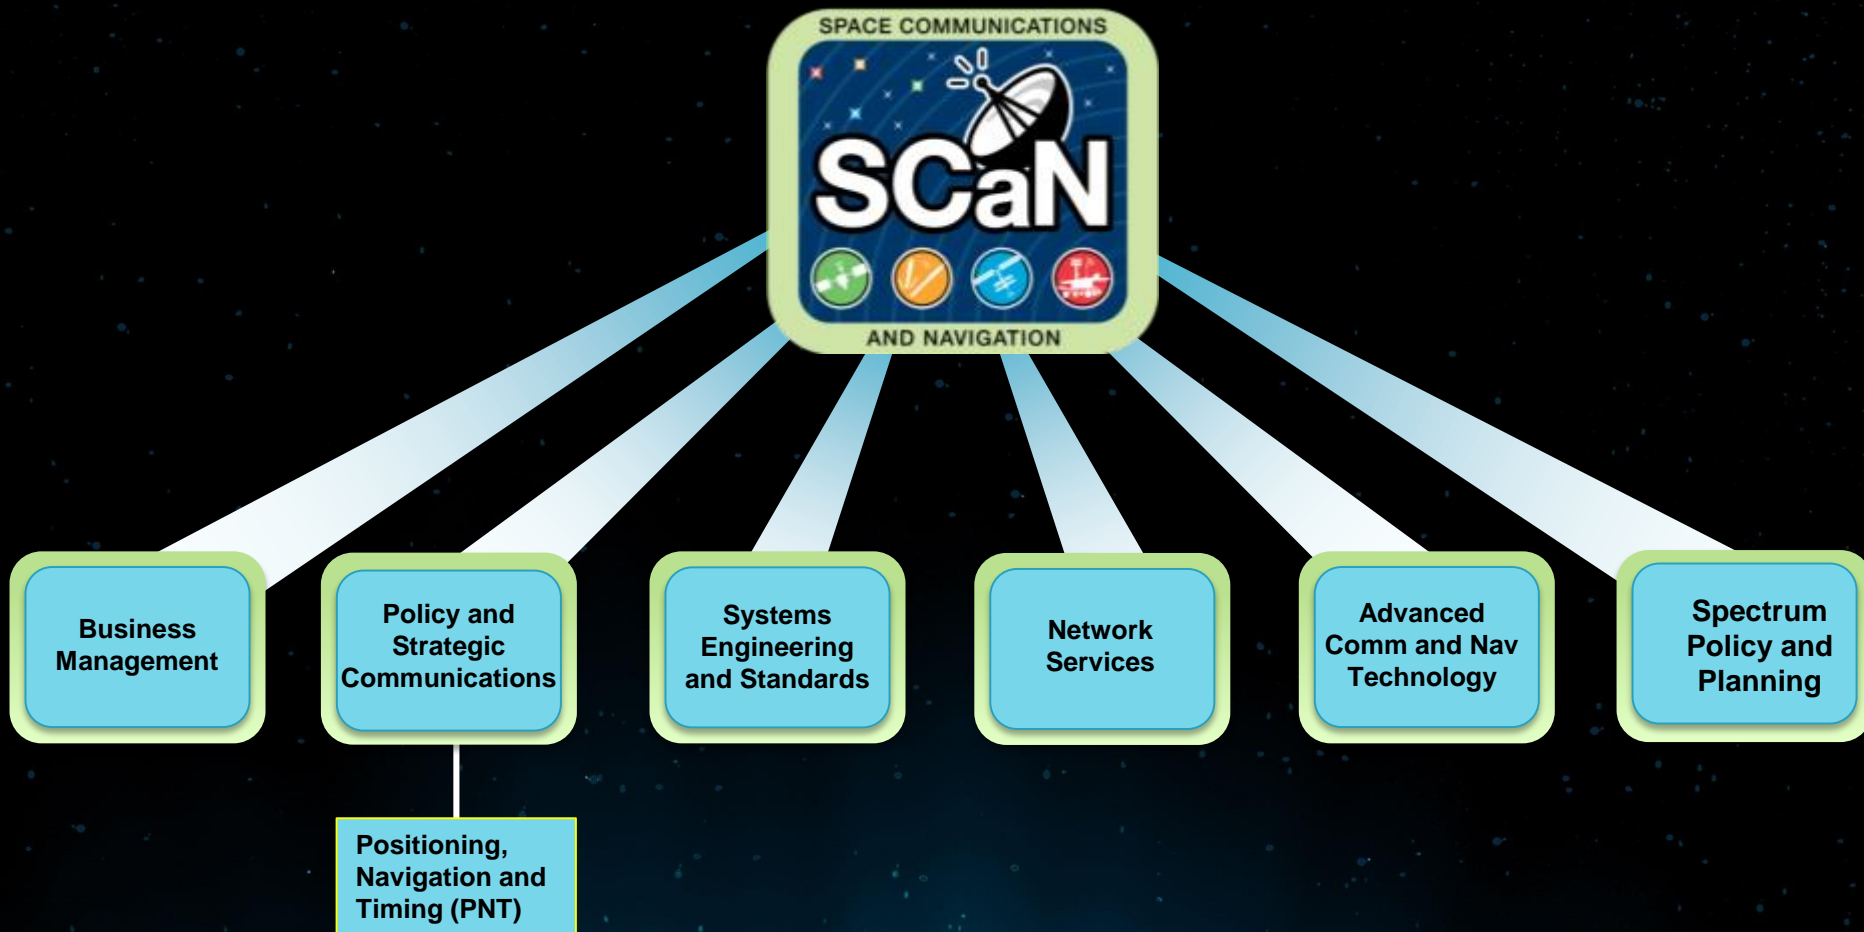 SPACE COMMUNICATIONS
SCaN
AND NAVIGATION
Business
Management
Policy and
Strategic
Communications
Systems
Engineering
and Standards
Network
Services
Advanced
Comm and Nav
Technology
Spectrum
Policy and
Planning
Positioning,
Navigation and
Timing (PNT)